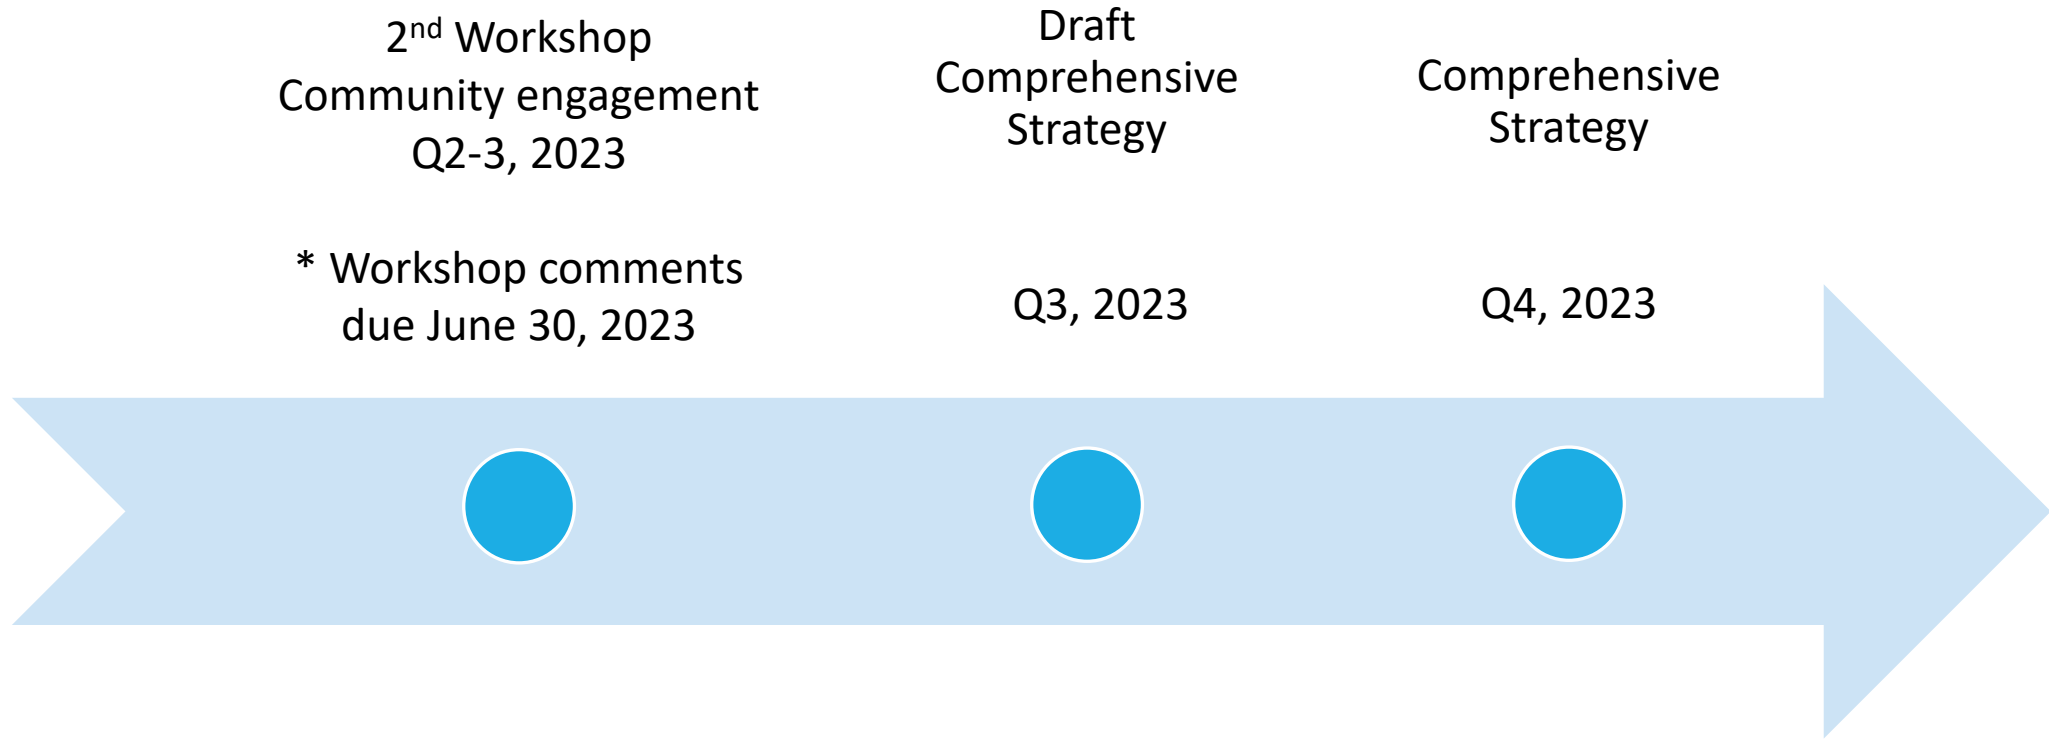 2nd Workshop
Community engagement
Q2-3, 2023
* Workshop comments
due June 30, 2023
Draft
Comprehensive
Strategy
Q3, 2023
Comprehensive
Strategy
Q4, 2023